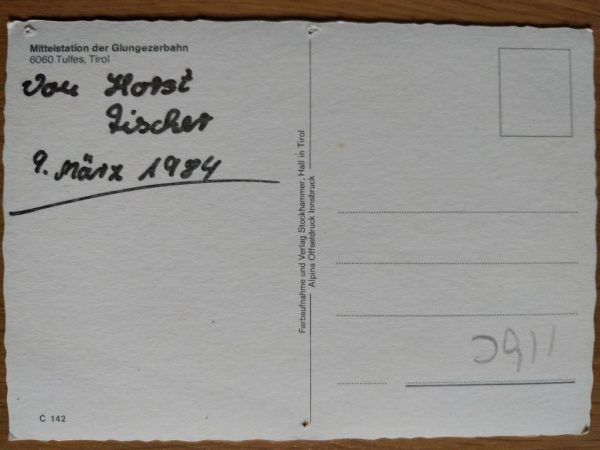 Mittelstation der Glungezerbahn
6060 Tulfes, Tirol
von Horst
Fischer
9. März 1984
Farbaufnahme und Verlag Stockhammer, Hall in Tirol
Alpina Offsetdruck Innsbruck
C 142